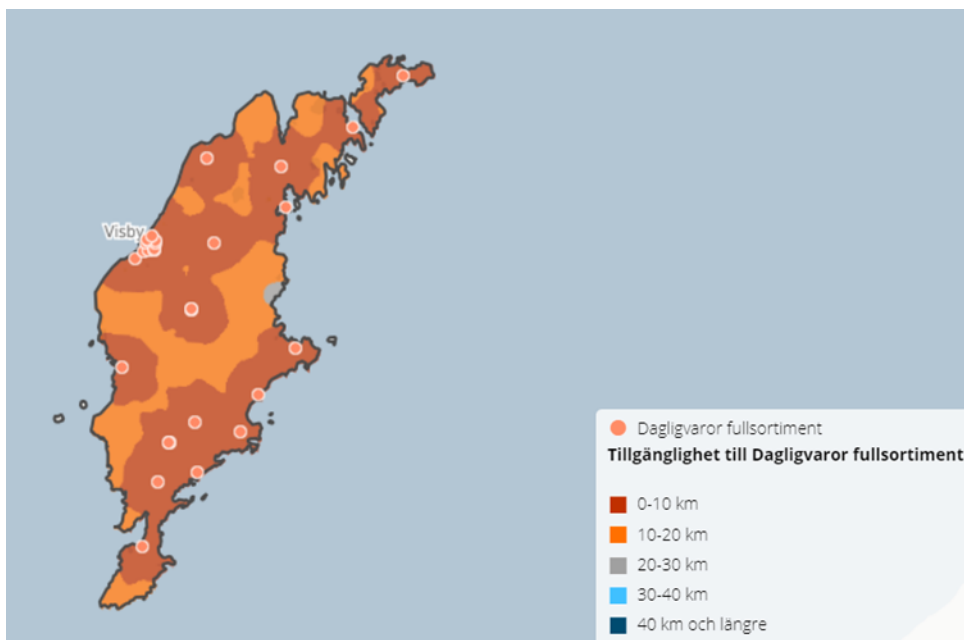 Visby
Dagligvaror fullsortiment
Tillgänglighet till Dagligvaror fullsortiment
0-10 km
10-20 km
20-30 km
30-40 km
40 km och längre